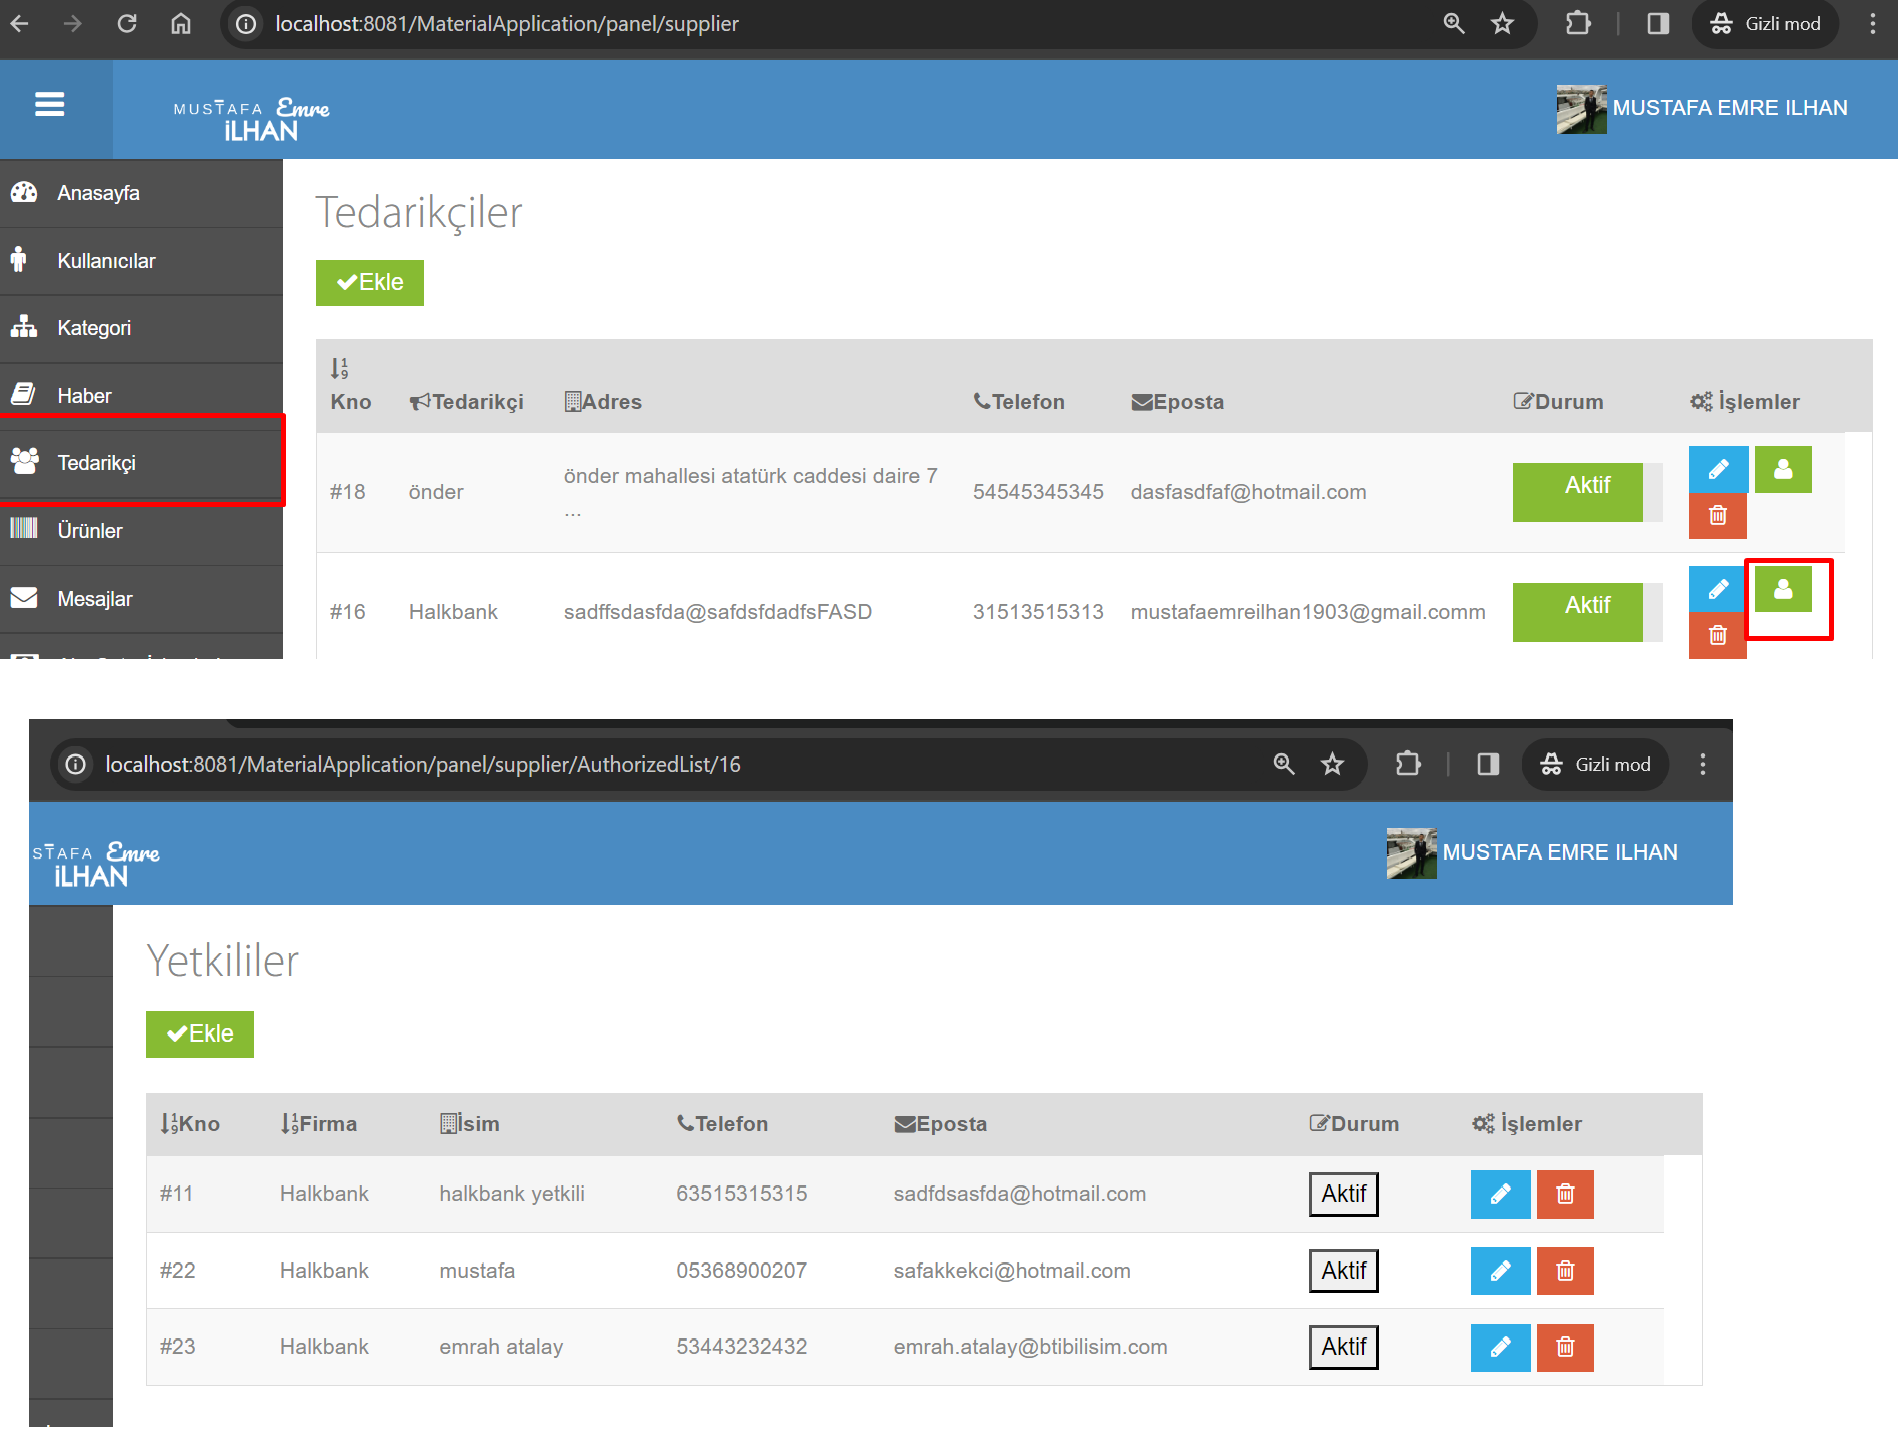 localhost:8081/MaterialApplication/panel/supplier
Gizli mod
MUSTAFA Emre
İLHAN
MUSTAFA EMRE ILHAN
Anasayfa
Kullanıcılar
Kategori
Haber
Tedarikçi
Ürünler
Mesajlar
Tedarikçiler
Ekle
Kno Tedarikçi Adres Telefon Eposta Durum İşlemler
#18 önder önder mahallesi atatürk caddesi daire 7 ... 54545345345 dasfasdfaf@hotmail.com Aktif
#16 Halkbank sadffsdasfda@safdsfdadfsFASD 31513515313 mustafaemreilhan1903@gmail.comm Aktif
localhost:8081/MaterialApplication/panel/supplier/AuthorizedList/16
Gizli mod
STAFA Emre
İLHAN
MUSTAFA EMRE ILHAN
Yetkililer
Ekle
Kno Firma İsim Telefon Eposta Durum İşlemler
#11 Halkbank halkbank yetkili 63515315315 sadfdsasfda@hotmail.com Aktif
#22 Halkbank mustafa 05368900207 safakkekci@hotmail.com Aktif
#23 Halkbank emrah atalay 53443232432 emrah.atalay@btibilisim.com Aktif